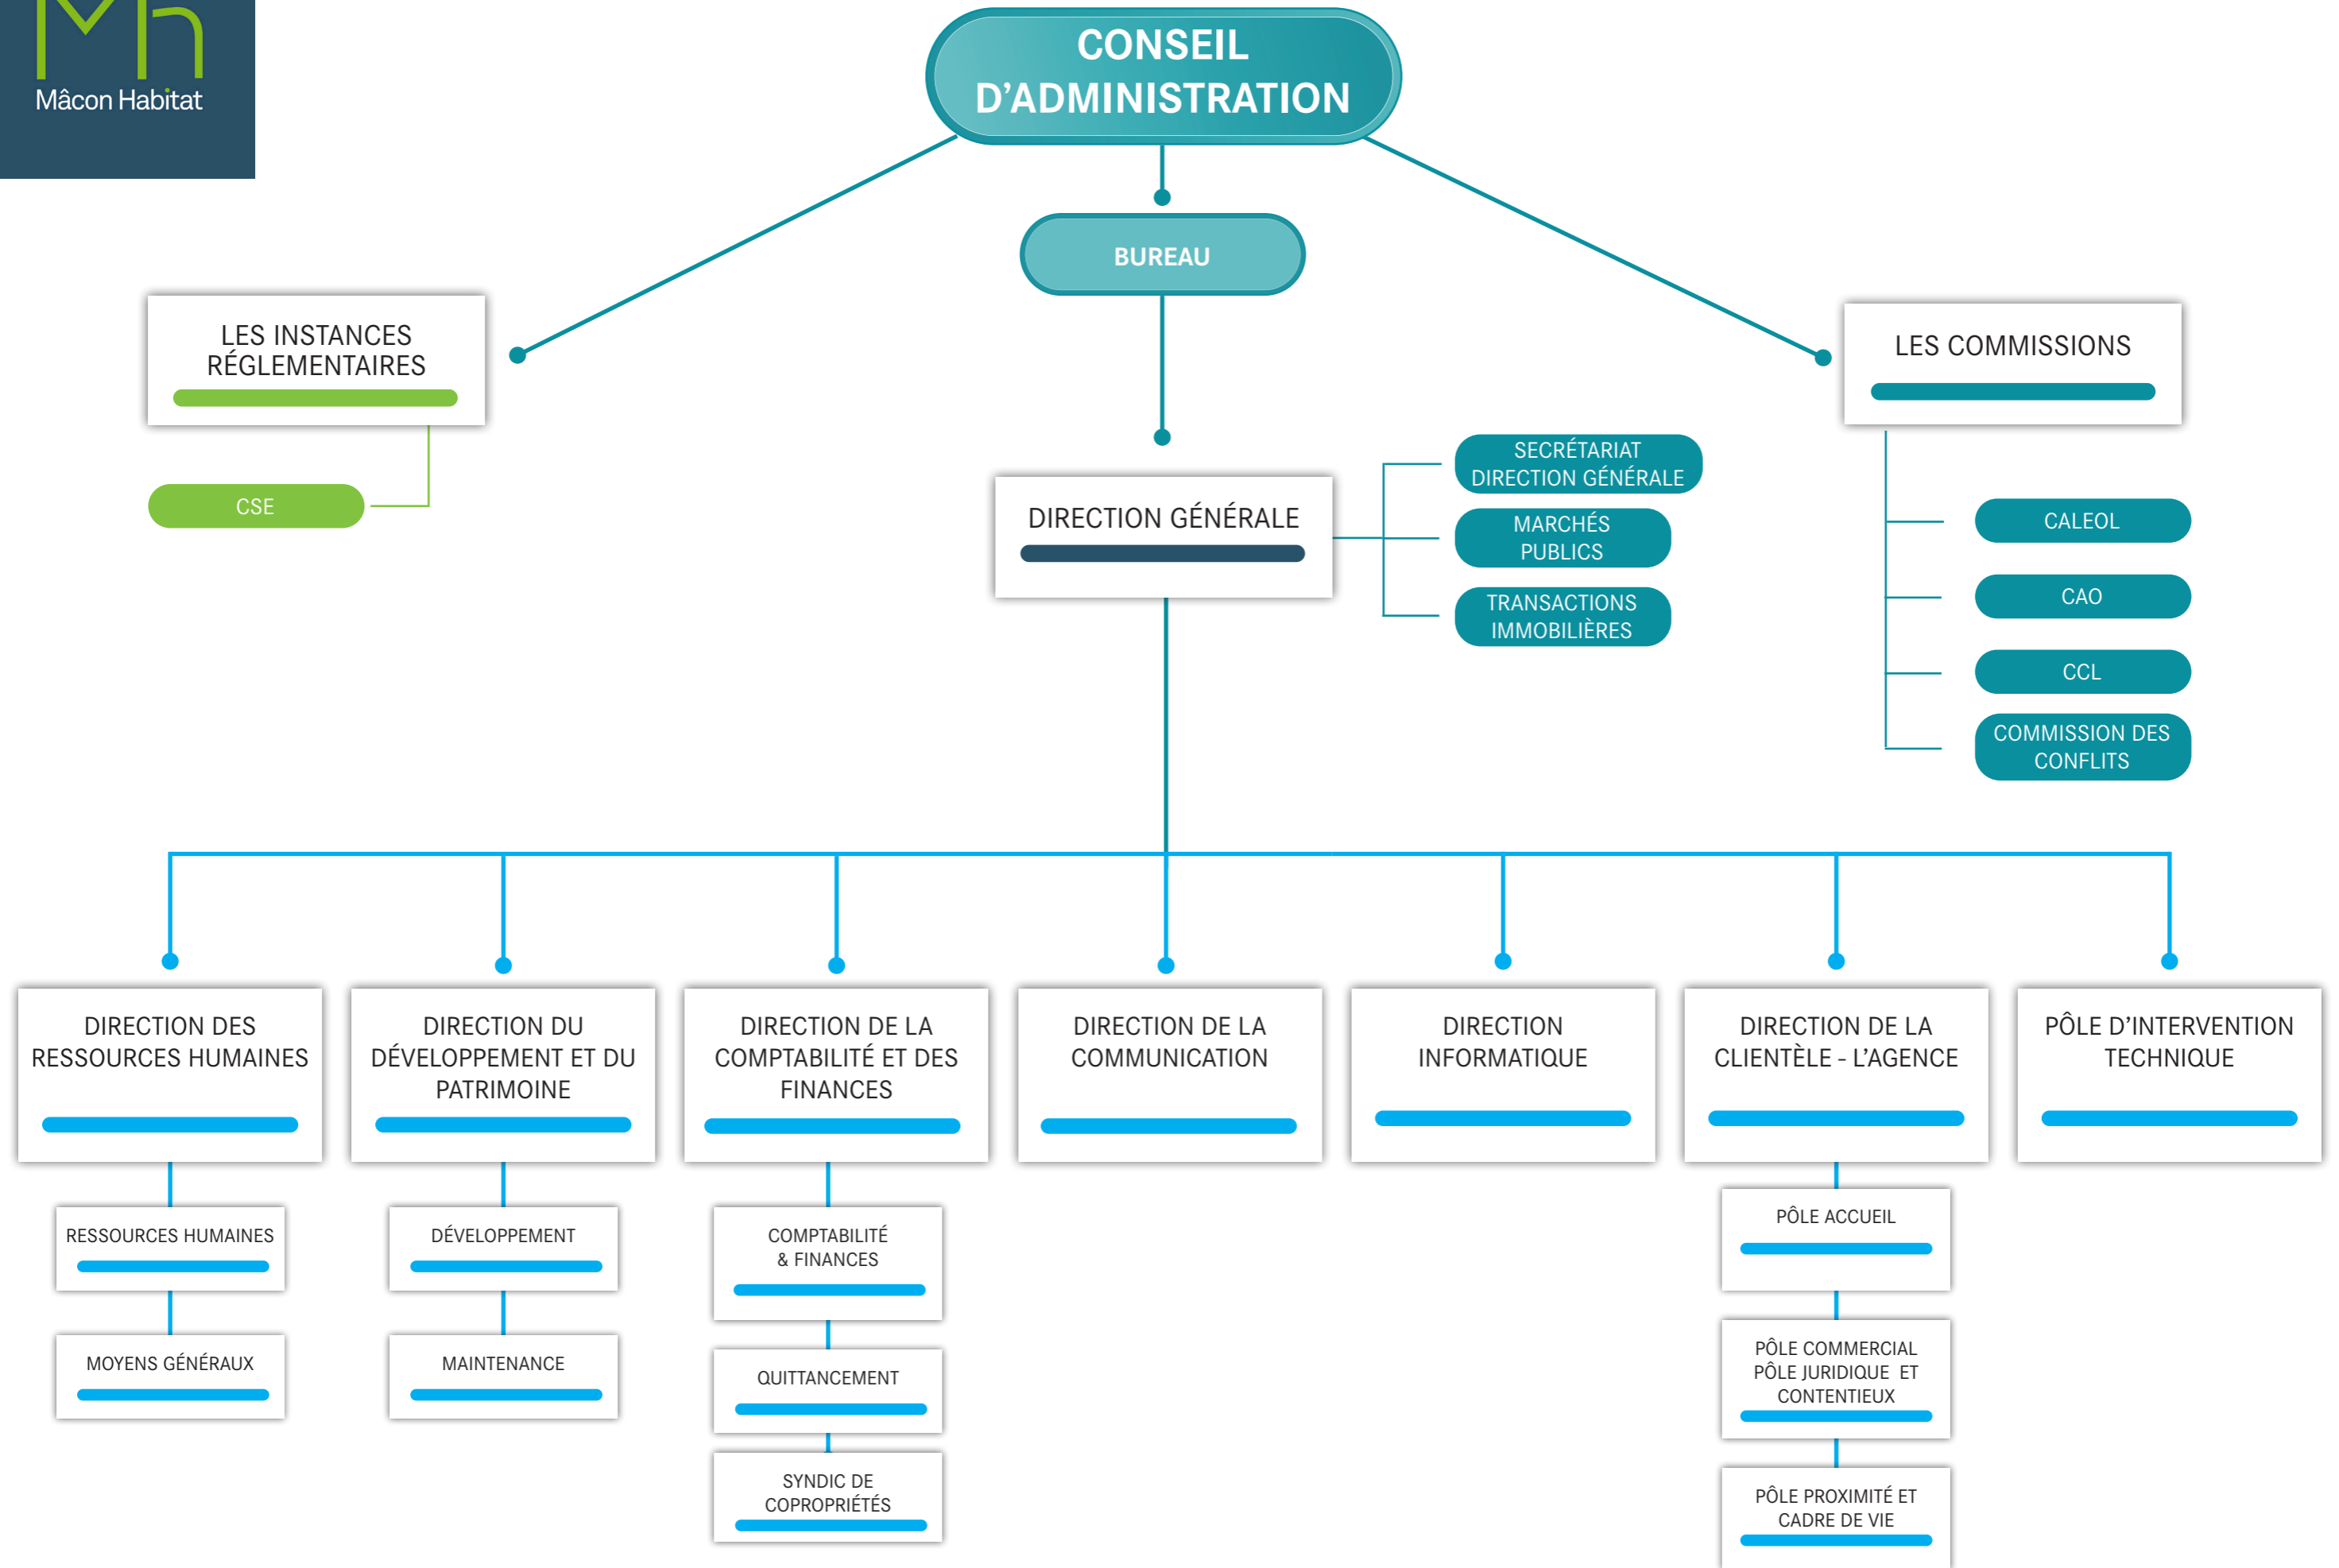 Mh
Mâcon Habitat
CONSEIL
D’ADMINISTRATION
BUREAU
LES INSTANCES
RÉGLEMENTAIRES
CSE
LES COMMISSIONS
CALEOL
CAO
CCL
COMMISSION DES
CONFLITS
DIRECTION GÉNÉRALE
SECRÉTARIAT
DIRECTION GÉNÉRALE
MARCHÉS
PUBLICS
TRANSACTIONS
IMMOBILIÈRES
DIRECTION DES
RESSOURCES HUMAINES
RESSOURCES HUMAINES
MOYENS GÉNÉRAUX
DIRECTION DU
DÉVELOPPEMENT ET DU
PATRIMOINE
DÉVELOPPEMENT
MAINTENANCE
DIRECTION DE LA
COMPTABILITÉ ET DES
FINANCES
COMPTABILITÉ
& FINANCES
QUITTANCEMENT
SYNDIC DE
COPROPRIÉTÉS
DIRECTION DE LA
COMMUNICATION
DIRECTION
INFORMATIQUE
DIRECTION DE LA
CLIENTÈLE - L’AGENCE
PÔLE ACCUEIL
PÔLE COMMERCIAL
PÔLE JURIDIQUE ET
CONTENTIEUX
PÔLE PROXIMITÉ ET
CADRE DE VIE
PÔLE D’INTERVENTION
TECHNIQUE